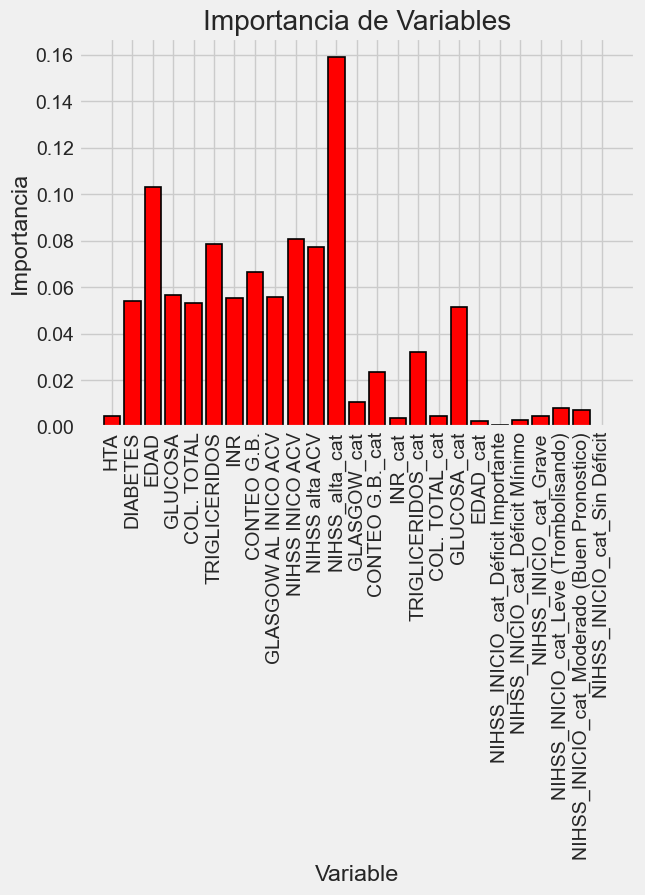 Importancia de Variables
Importancia
0.16
0.14
0.12
0.10
0.08
0.06
0.04
0.02
0.00
HTA
DIABETES
EDAD
GLUCOSA
COL. TOTAL
TRIGLICERIDOS
INR
CONTEO G.B.
GLASGOW AL INICO ACV
NIHSS INICO ACV
NIHSS alta ACV
NIHSS_alta_cat
GLASGOW_cat
CONTEO G.B._cat
INR_cat
TRIGLICERIDOS_cat
COL. TOTAL_cat
GLUCOSA_cat
EDAD_cat
NIHSS_INICIO_cat_Déficit Importante
NIHSS_INICIO_cat_Déficit Mínimo
NIHSS_INICIO_cat_Grave
NIHSS_INICIO_cat_Leve (Trombolisando)
NIHSS_INICIO_cat_Moderado (Buen Pronostico)
NIHSS_INICIO_cat_Sin Déficit
Variable